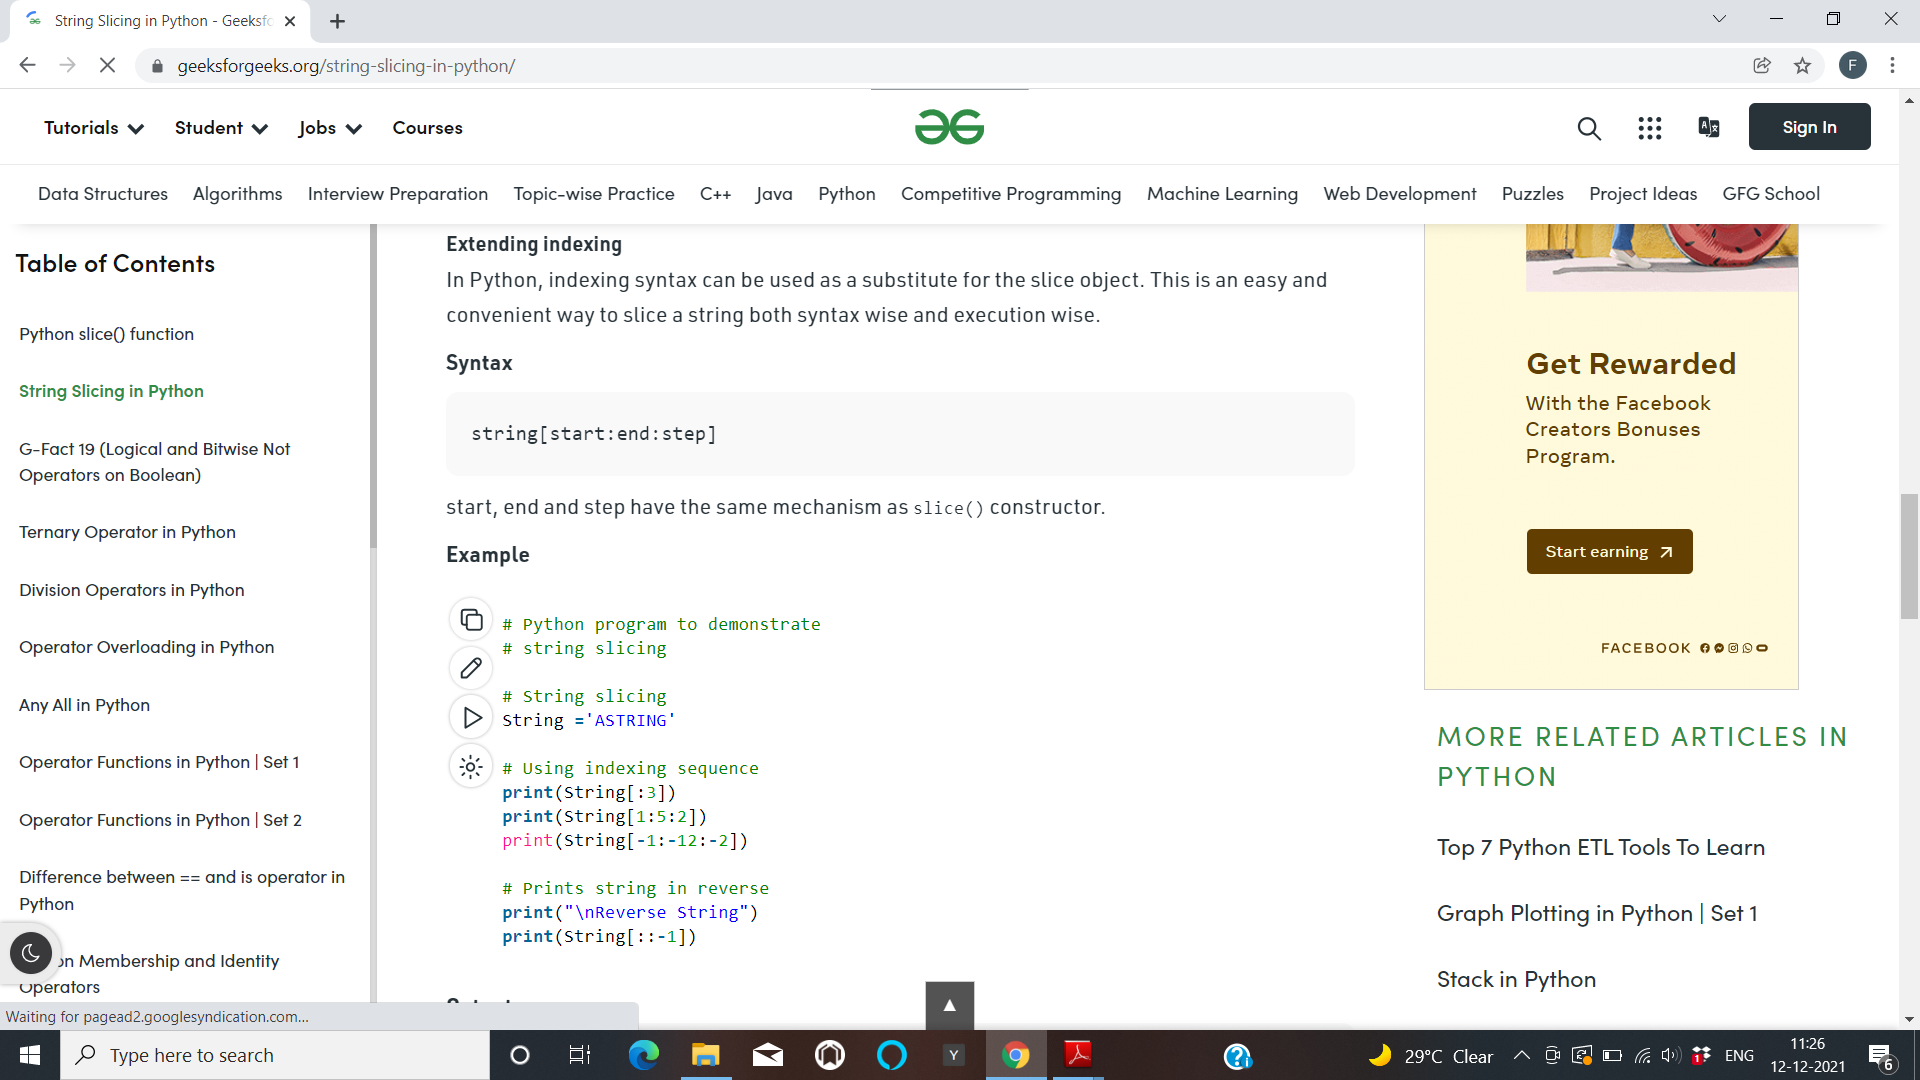 String Slicing in Python - Geeksf
geeksforgeeks.org/string-slicing-in-python/
F
Tutorials
Student
Jobs
Courses
Sign In
Data Structures
Algorithms
Interview Preparation
Topic-wise Practice
C++
Java
Python
Competitive Programming
Machine Learning
Web Development
Puzzles
Project Ideas
GFG School
Table of Contents
Python slice() function
String Slicing in Python
G-Fact 19 (Logical and Bitwise Not
Operators on Boolean)
Ternary Operator in Python
Division Operators in Python
Operator Overloading in Python
Any All in Python
Operator Functions in Python | Set 1
Operator Functions in Python | Set 2
Difference between == and is operator in
Python
on Membership and Identity
Operators
Extending indexing
In Python, indexing syntax can be used as a substitute for the slice object. This is an easy and
convenient way to slice a string both syntax wise and execution wise.
Syntax
string[start:end:step]
start, end and step have the same mechanism as slice() constructor.
Example
# Python program to demonstrate
# string slicing
# String slicing
String ='ASTRING'
# Using indexing sequence
print(String[:3])
print(String[1:5:2])
print(String[-1:-12:-2])
# Prints string in reverse
print("\nReverse String")
print(String[::-1])
Get Rewarded
With the Facebook
Creators Bonuses
Program.
Start earning
FACEBOOK
MORE RELATED ARTICLES IN
PYTHON
Top 7 Python ETL Tools To Learn
Graph Plotting in Python | Set 1
Stack in Python
Waiting for pagead2.googlesyndication.com...
Type here to search
Y
29°C Clear
1
ENG
11:26
12-12-2021
6